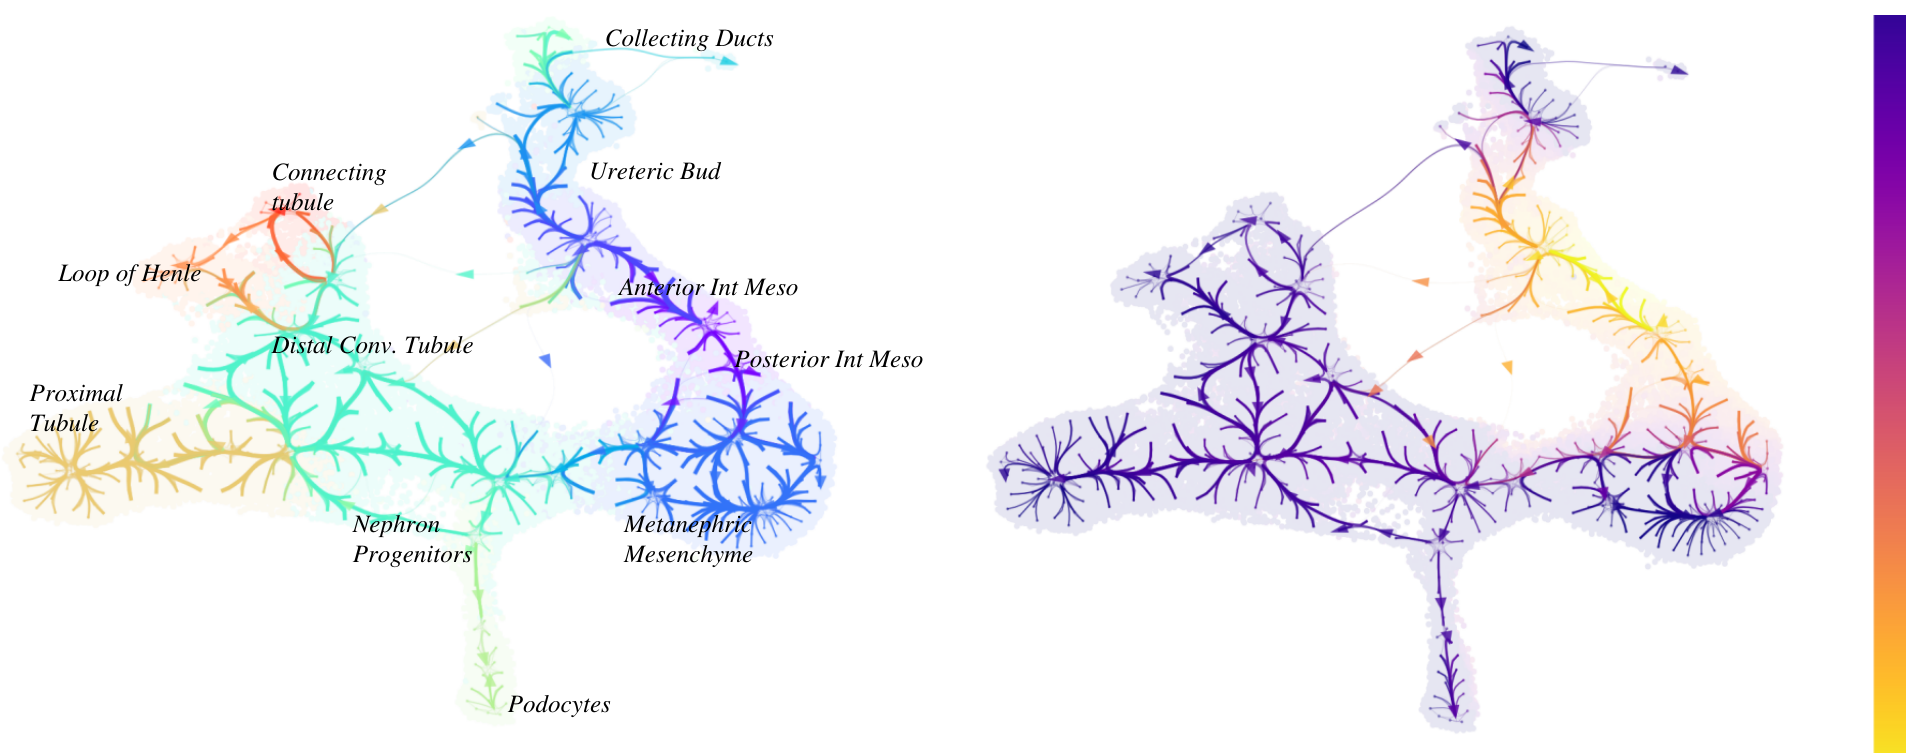 Collecting Ducts
Ureteric Bud
Connecting
tubule
Loop of Henle
Anterior Int Meso
Distal Conv. Tubule
Posterior Int Meso
Proximal
Tubule
Nephron
Progenitors
Metanephric
Mesenchyme
Podocytes